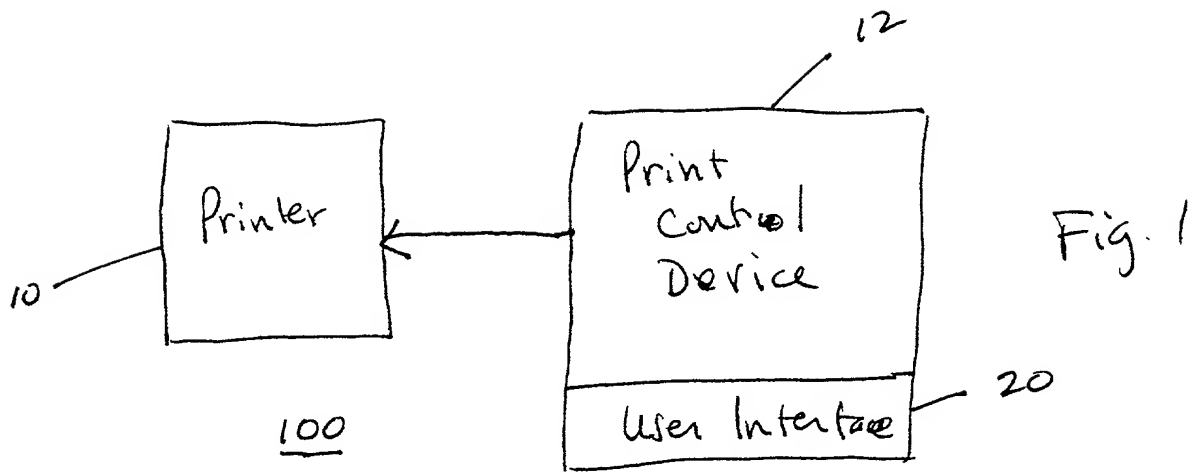 12
Printer
Print
Control
Device
Fig. 1
10
20
User Interface
100